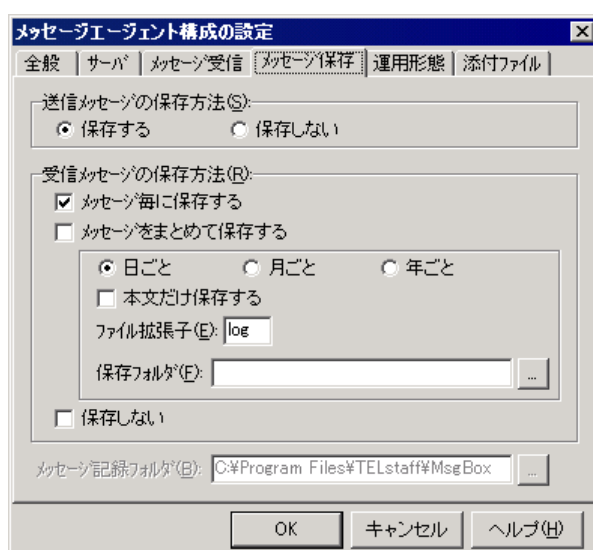 メッセージエージェント構成の設定
全般 サーバ メッセージ受信 メッセージ保存 運用形態 添付ファイル
送信メッセージの保存方法(S):
保存する 保存しない
受信メッセージの保存方法(R):
メッセージ毎に保存する
メッセージをまとめて保存する
日ごと 月ごと 年ごと
本文だけ保存する
ファイル拡張子(E): log
保存フォルダ(F): ...
保存しない
メッセージ記録フォルダ(B): C:¥Program Files¥TELstaff¥MsgBox ...
OK キャンセル ヘルプ(H)